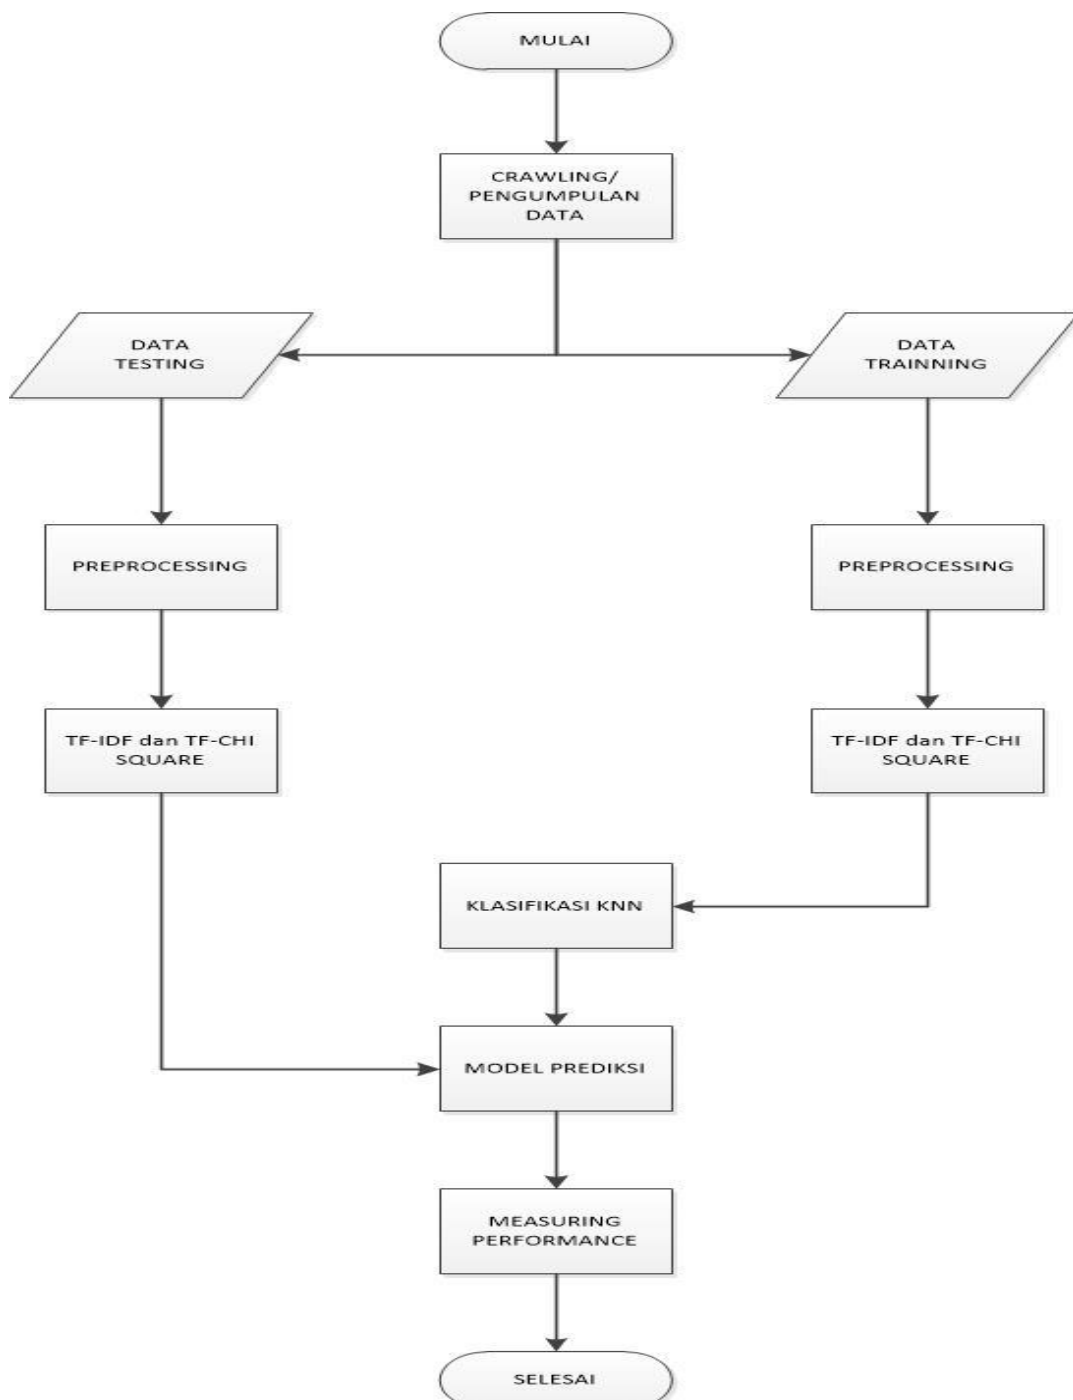 MULAI
CRAWLING/
PENGUMPULAN
DATA
DATA
TESTING
DATA
TRAINNING
PREPROCESSING
PREPROCESSING
TF-IDF dan TF-CHI
SQUARE
TF-IDF dan TF-CHI
SQUARE
KLASIFIKASI KNN
MODEL PREDIKSI
MEASURING
PERFORMANCE
SELESAI